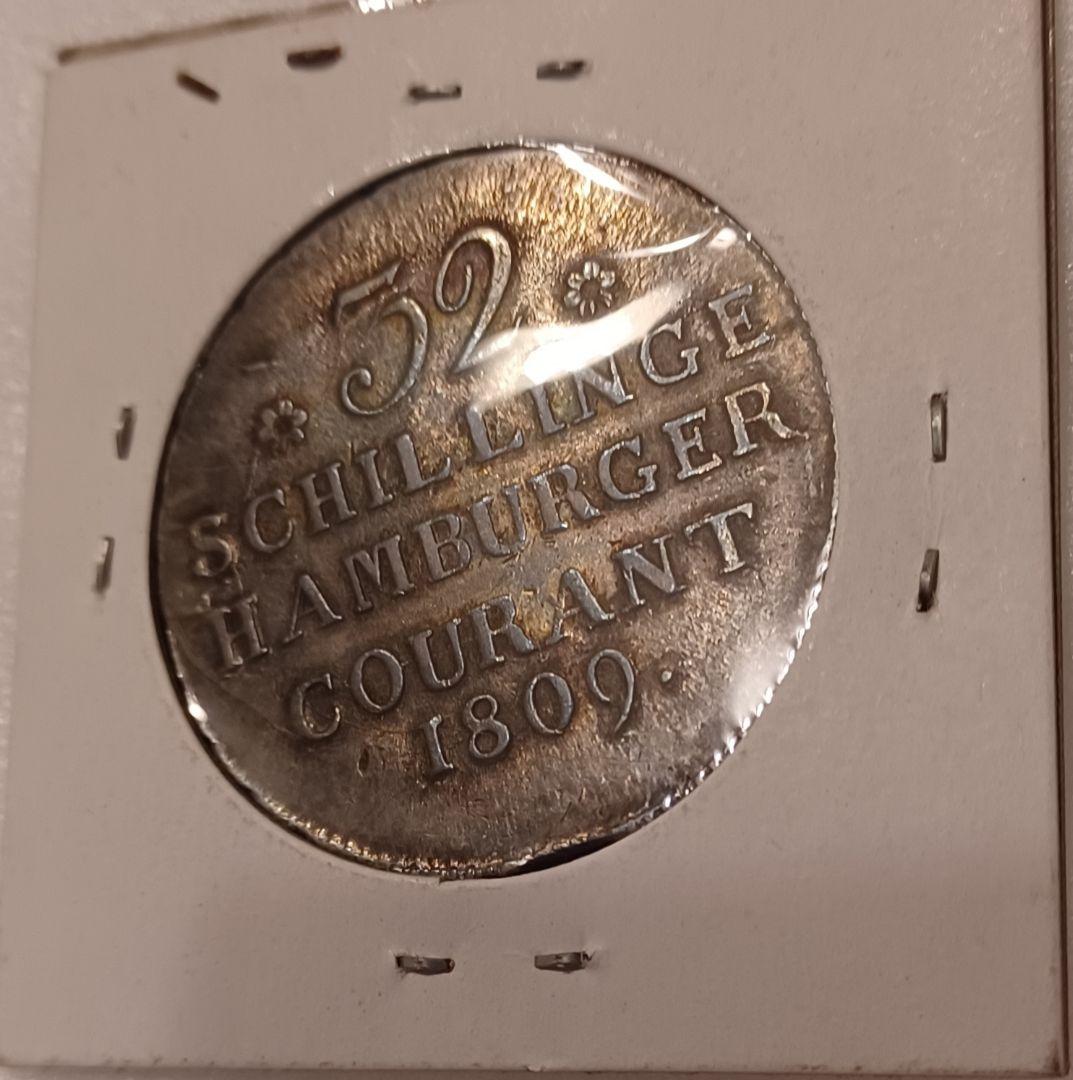 32
SCHILLINGE
HAMBURGER
COURANT
1809.